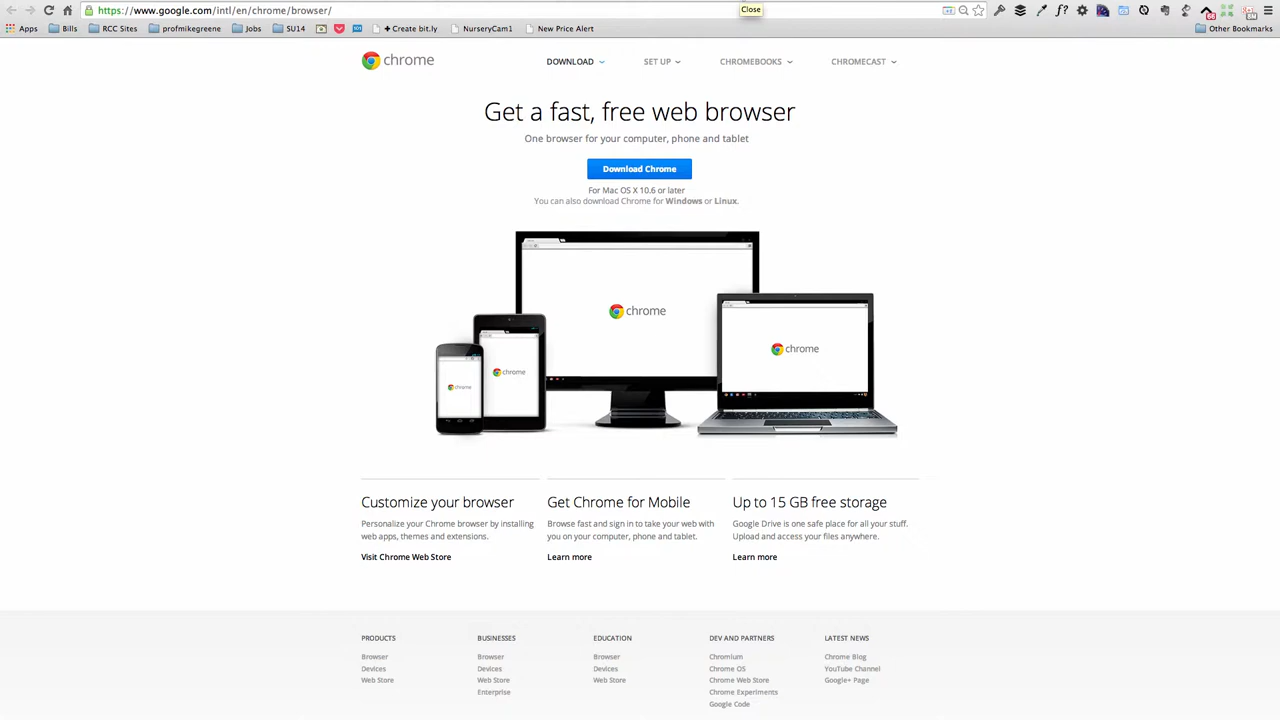 https://www.google.com/intl/en/chrome/browser/
Close
Apps Bills RCC Sites profmikegreene Jobs SU14 + Create bit.ly NurseryCam1 New Price Alert Other Bookmarks
66
chrome DOWNLOAD SET UP CHROMEBOOKS CHROMECAST
Get a fast, free web browser
One browser for your computer, phone and tablet
Download Chrome
For Mac OS X 10.6 or later
You can also download Chrome for Windows or Linux.
chrome
chrome
chrome
chrome
Customize your browser
Personalize your Chrome browser by installing
web apps, themes and extensions.
Visit Chrome Web Store
Get Chrome for Mobile
Browse fast and sign in to take your web with
you on your computer, phone and tablet.
Learn more
Up to 15 GB free storage
Google Drive is one safe place for all your stuff.
Upload and access your files anywhere.
Learn more
PRODUCTS
Browser
Devices
Web Store
BUSINESSES
Browser
Devices
Web Store
Enterprise
EDUCATION
Browser
Devices
Web Store
DEV AND PARTNERS
Chromium
Chrome OS
Chrome Web Store
Chrome Experiments
Google Code
LATEST NEWS
Chrome Blog
YouTube Channel
Google+ Page